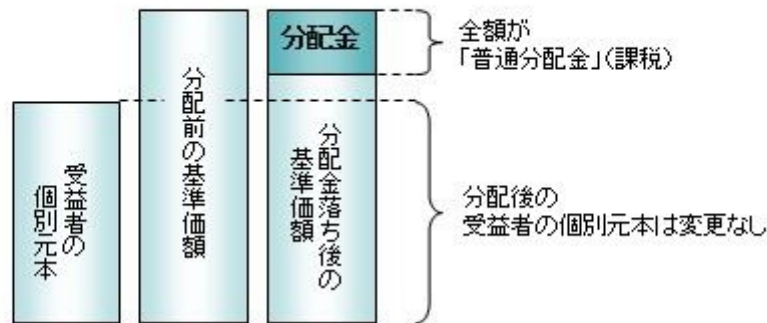 受益者の
個別元本
分配前の基準価額
分配金
分配金落ち後の
基準価額
全額が
「普通分配金」(課税)
分配後の
受益者の個別元本は変更なし